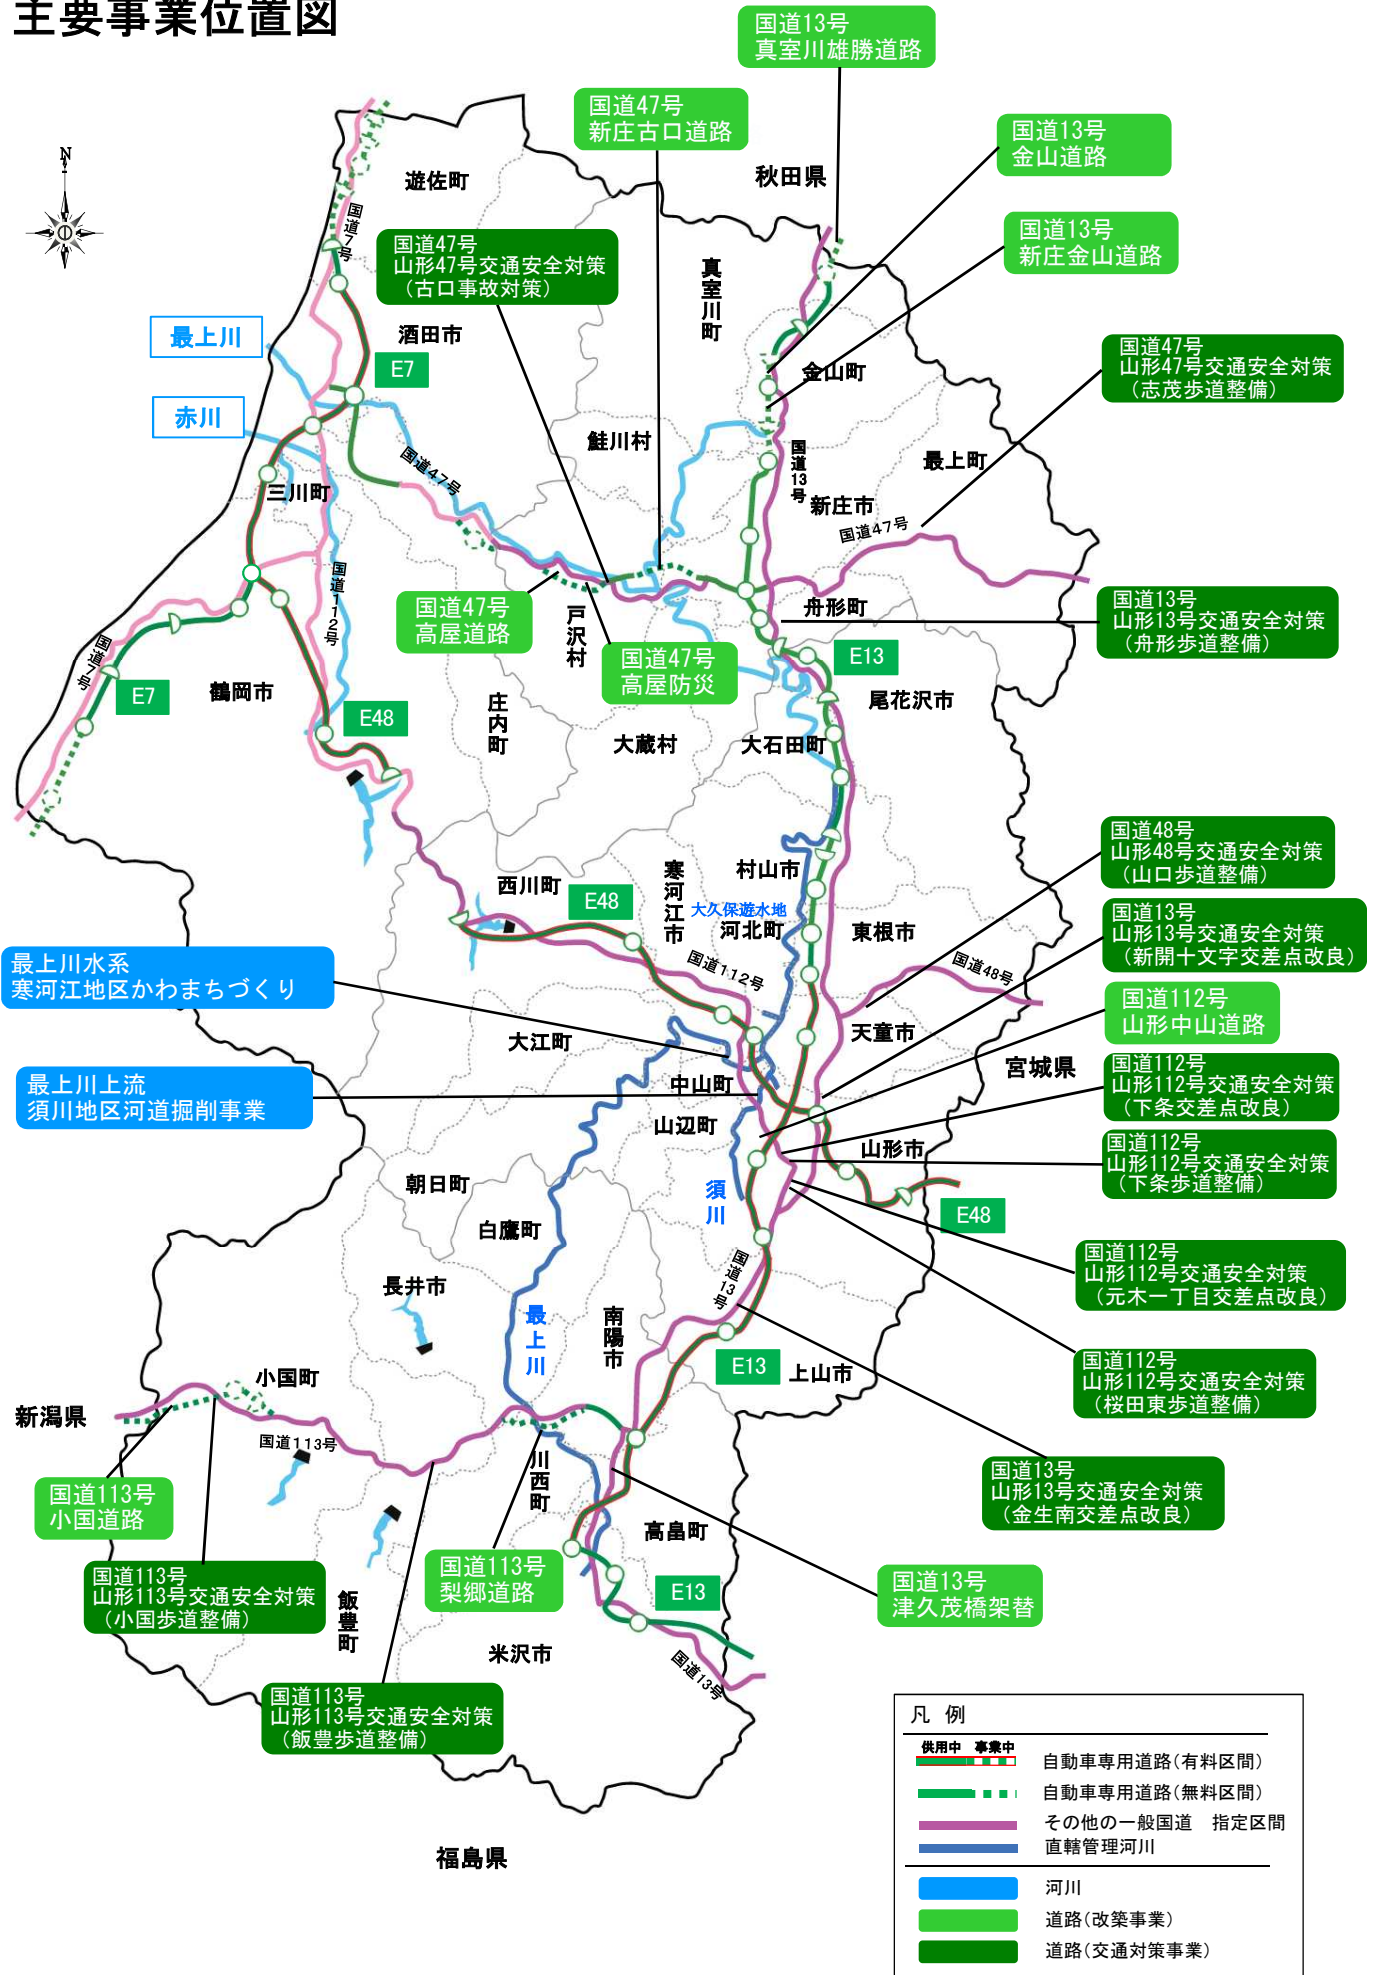 主要事業位置図
国道13号
真室川雄勝道路
国道47号
新庄古口道路
国道13号
金山道路
N
秋田県
遊佐町
国道7号
国道13号
新庄金山道路
国道47号
山形47号交通安全対策
（古口事故対策）
真室川町
最上川
酒田市
E7
国道47号
山形47号交通安全対策
（志茂歩道整備）
金山町
赤川
鮭川村
国道47号
国道13号
最上町
三川町
新庄市
国道47号
国道112号
国道47号
高屋道路
戸沢村
舟形町
国道13号
山形13号交通安全対策
（舟形歩道整備）
国道7号
国道47号
高屋防災
E13
E7
鶴岡市
E48
庄内町
尾花沢市
大蔵村
大石田町
国道48号
山形48号交通安全対策
（山口歩道整備）
西川町
E48
寒河江市
村山市
大久保遊水地
河北町
東根市
国道13号
山形13号交通安全対策
（新開十文字交差点改良）
最上川水系
寒河江地区かわまちづくり
国道112号
国道48号
国道112号
山形中山道路
大江町
天童市
宮城県
最上川上流
須川地区河道掘削事業
中山町
国道112号
山形112号交通安全対策
（下条交差点改良）
山辺町
山形市
国道112号
山形112号交通安全対策
（下条歩道整備）
朝日町
須川
白鷹町
E48
国道13号
国道112号
山形112号交通安全対策
（元木一丁目交差点改良）
長井市
最上川
南陽市
E13
上山市
国道112号
山形112号交通安全対策
（桜田東歩道整備）
小国町
新潟県
国道113号
川西町
国道13号
山形13号交通安全対策
（金生南交差点改良）
国道113号
小国道路
高畠町
国道113号
山形113号交通安全対策
（小国歩道整備）
国道113号
梨郷道路
E13
国道13号
津久茂橋架替
飯豊町
米沢市
国道13号
国道113号
山形113号交通安全対策
（飯豊歩道整備）
福島県
凡 例
供用中 事業中
自動車専用道路（有料区間）
自動車専用道路（無料区間）
その他の一般国道　指定区間
直轄管理河川
河川
道路（改築事業）
道路（交通対策事業）